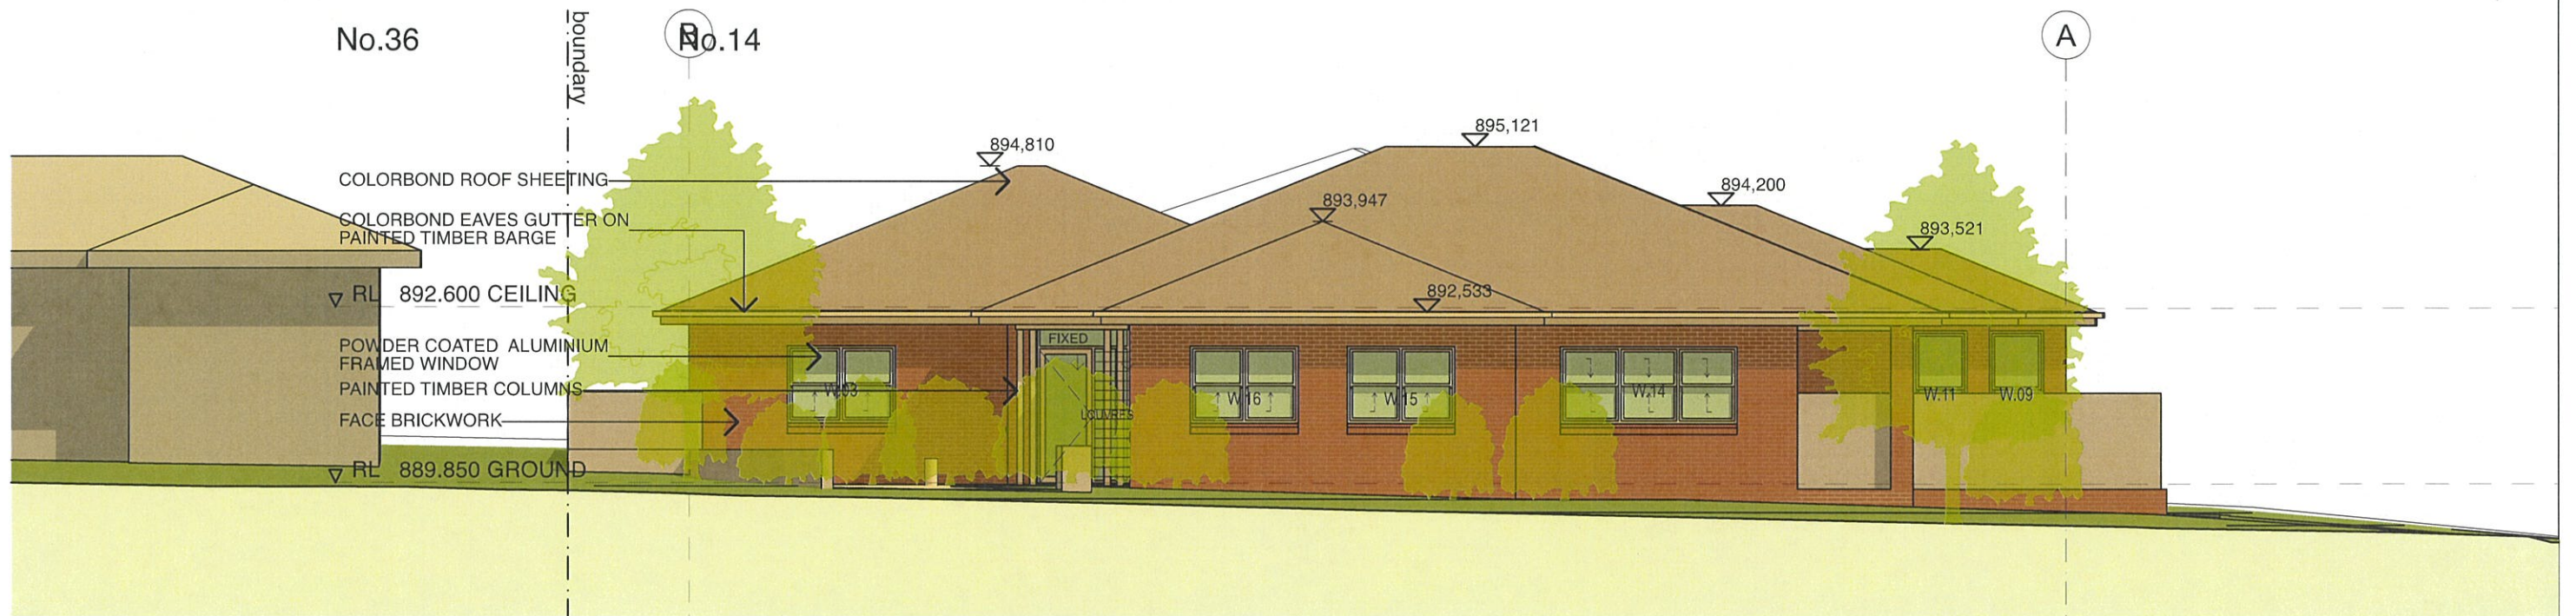 No.36
boundary
B
No.14
A
895,121
894,810
COLORBOND ROOF SHEETING
894,200
893,947
COLORBOND EAVES GUTTER ON
PAINTED TIMBER BARGE
893,521
RL 892.600 CEILING
892,533
FIXED
POWDER COATED ALUMINIUM
FRAMED WINDOW
PAINTED TIMBER COLUMNS
W.03
W.16
W.15
W.14
W.11
W.09
LOUVRES
FACE BRICKWORK
RL 889.850 GROUND